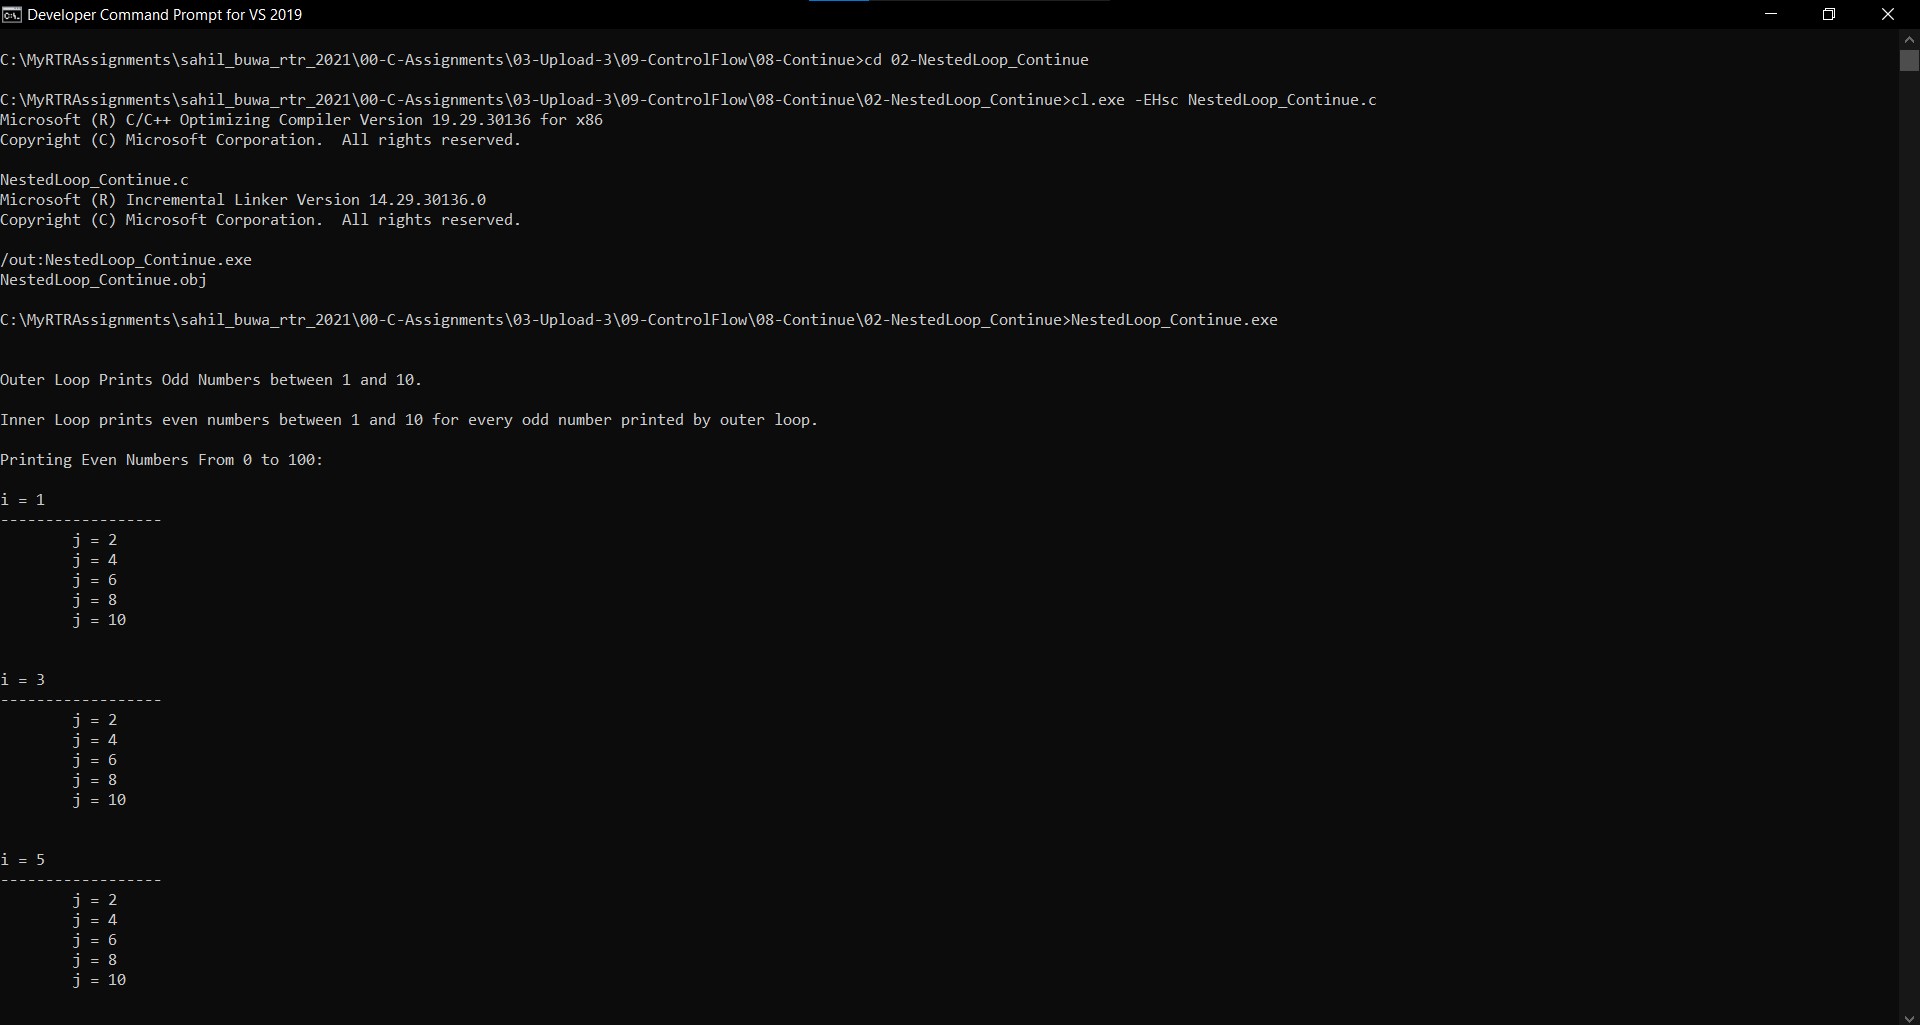 Developer Command Prompt for VS 2019
C:\MyRTRAssignments\sahil_buwa_rtr_2021\00-C-Assignments\03-Upload-3\09-ControlFlow\08-Continue>cd 02-NestedLoop_Continue
C:\MyRTRAssignments\sahil_buwa_rtr_2021\00-C-Assignments\03-Upload-3\09-ControlFlow\08-Continue\02-NestedLoop_Continue>cl.exe -EHsc NestedLoop_Continue.c
Microsoft (R) C/C++ Optimizing Compiler Version 19.29.30136 for x86
Copyright (C) Microsoft Corporation.  All rights reserved.
NestedLoop_Continue.c
Microsoft (R) Incremental Linker Version 14.29.30136.0
Copyright (C) Microsoft Corporation.  All rights reserved.
/out:NestedLoop_Continue.exe
NestedLoop_Continue.obj
C:\MyRTRAssignments\sahil_buwa_rtr_2021\00-C-Assignments\03-Upload-3\09-ControlFlow\08-Continue\02-NestedLoop_Continue>NestedLoop_Continue.exe
Outer Loop Prints Odd Numbers between 1 and 10.
Inner Loop prints even numbers between 1 and 10 for every odd number printed by outer loop.
Printing Even Numbers From 0 to 100:
i = 1
------------------
j = 2
j = 4
j = 6
j = 8
j = 10
i = 3
------------------
j = 2
j = 4
j = 6
j = 8
j = 10
i = 5
------------------
j = 2
j = 4
j = 6
j = 8
j = 10